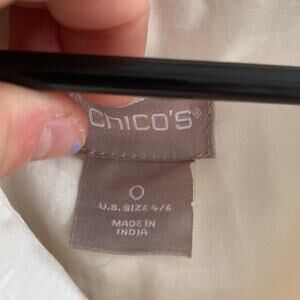 CHICO'S®
0
U.S. SIZE 4/6
MADE IN
INDIA